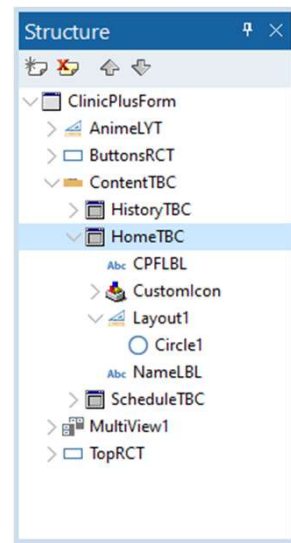 Structure
ClinicPlusForm
AnimeLYT
ButtonsRCT
ContentTBC
HistoryTBC
HomeTBC
Abc CPFLBL
CustomIcon
Layout1
Circle1
Abc NameLBL
ScheduleTBC
MultiView1
TopRCT